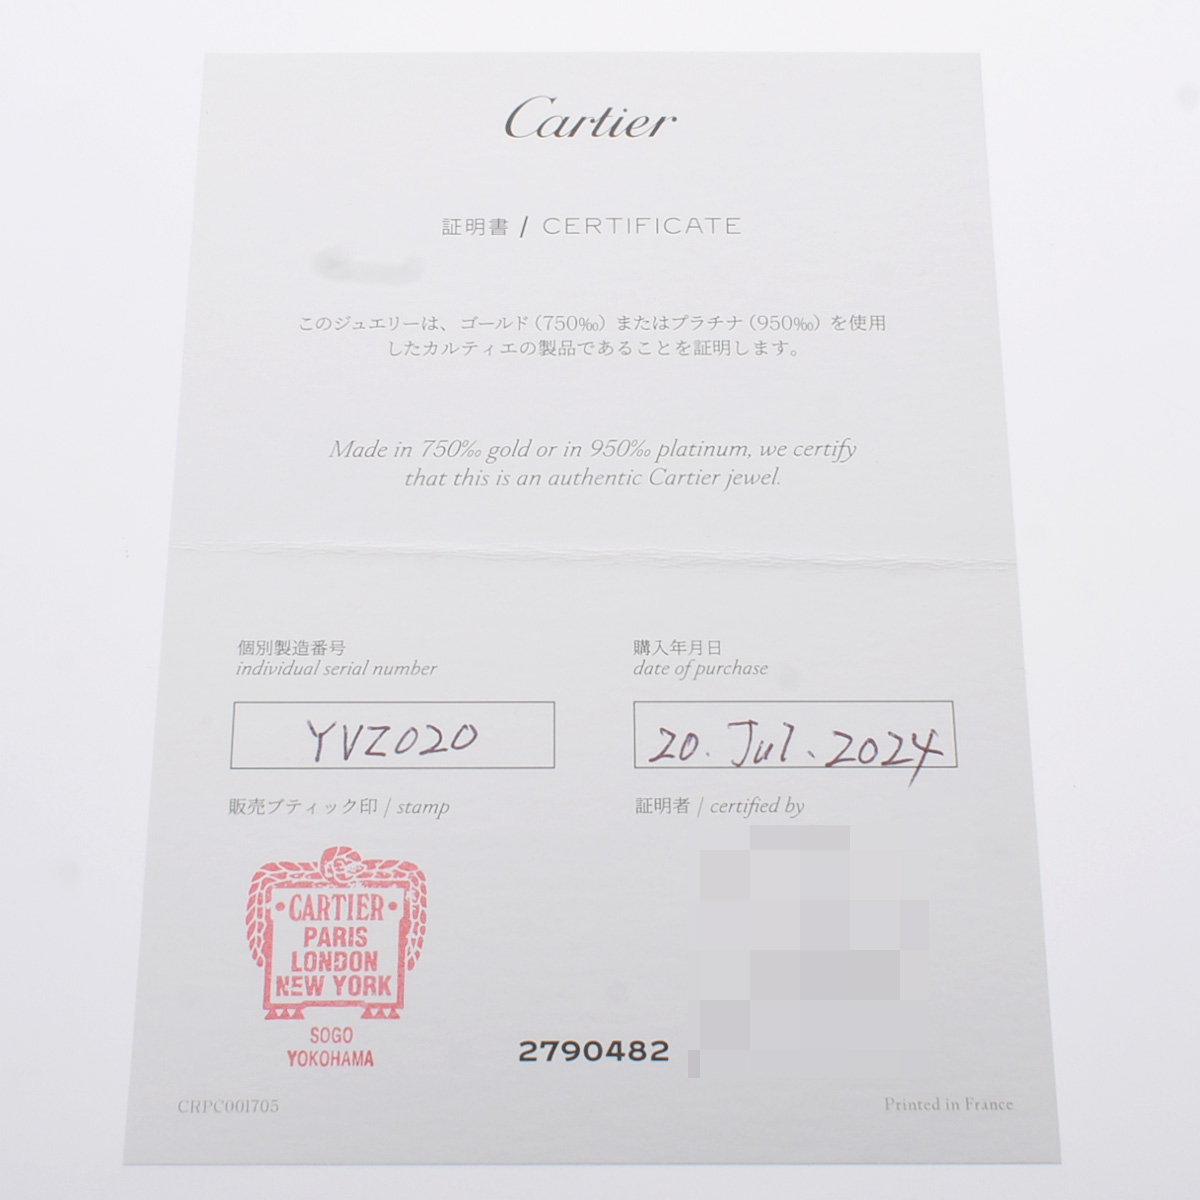 Cartier
証明書 / CERTIFICATE
このジュエリーは、ゴールド（750‰）またはプラチナ（950‰）を使用
したカルティエの製品であることを証明します。
Made in 750‰ gold or in 950‰ platinum, we certify
that this is an authentic Cartier jewel.
個別製造番号
individual serial number
YVZ020
購入年月日
date of purchase
20. Jul. 2024
販売ブティック印 / stamp
証明者 / certified by
•CARTIER•
PARIS
LONDON
NEW YORK
SOGO
YOKOHAMA
2790482
CRPC001705
Printed in France